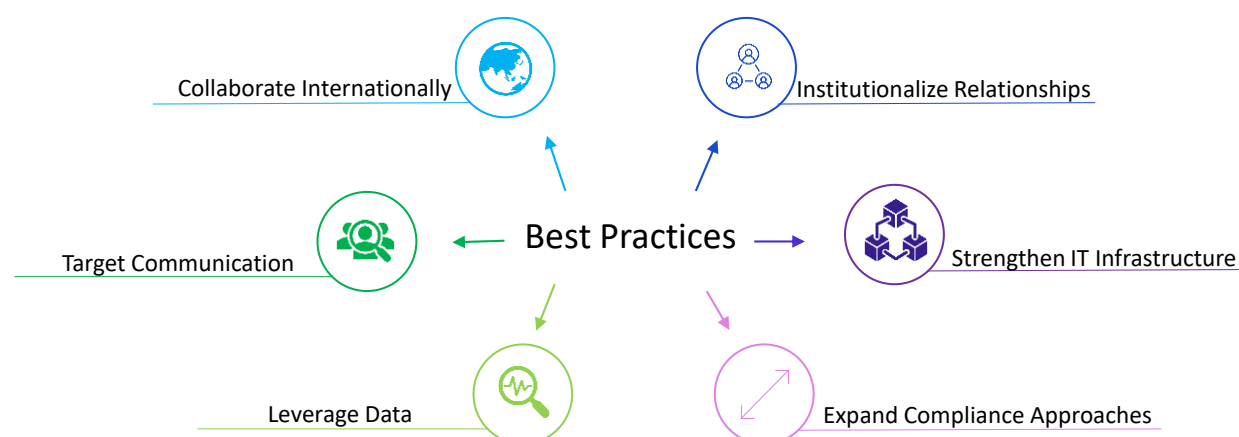 Collaborate Internationally
Institutionalize Relationships
Target Communication
Best Practices
Strengthen IT Infrastructure
Leverage Data
Expand Compliance Approaches